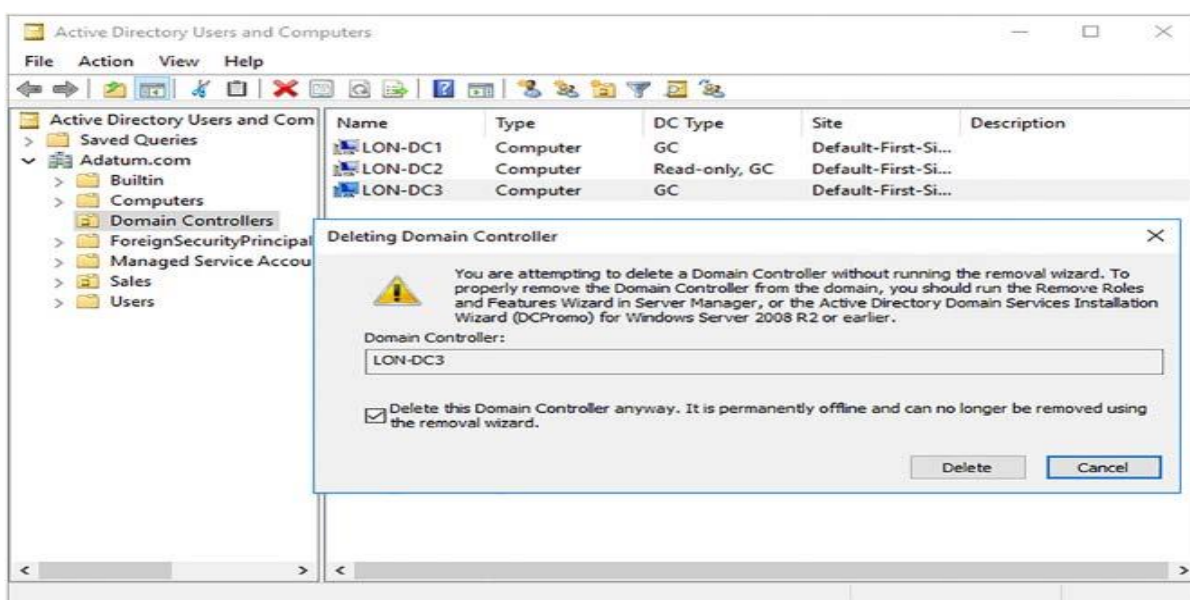 Active Directory Users and Computers
File Action View Help
Active Directory Users and Com
Saved Queries
Adatum.com
Builtin
Computers
Domain Controllers
ForeignSecurityPrincipal
Managed Service Accou
Sales
Users
Name Type DC Type Site Description
LON-DC1 Computer GC Default-First-Si...
LON-DC2 Computer Read-only, GC Default-First-Si...
LON-DC3 Computer GC Default-First-Si...
Deleting Domain Controller
You are attempting to delete a Domain Controller without running the removal wizard. To
properly remove the Domain Controller from the domain, you should run the Remove Roles
and Features Wizard in Server Manager, or the Active Directory Domain Services Installation
Wizard (DCPromo) for Windows Server 2008 R2 or earlier.
Domain Controller:
LON-DC3
Delete this Domain Controller anyway. It is permanently offline and can no longer be removed using
the removal wizard.
Delete Cancel